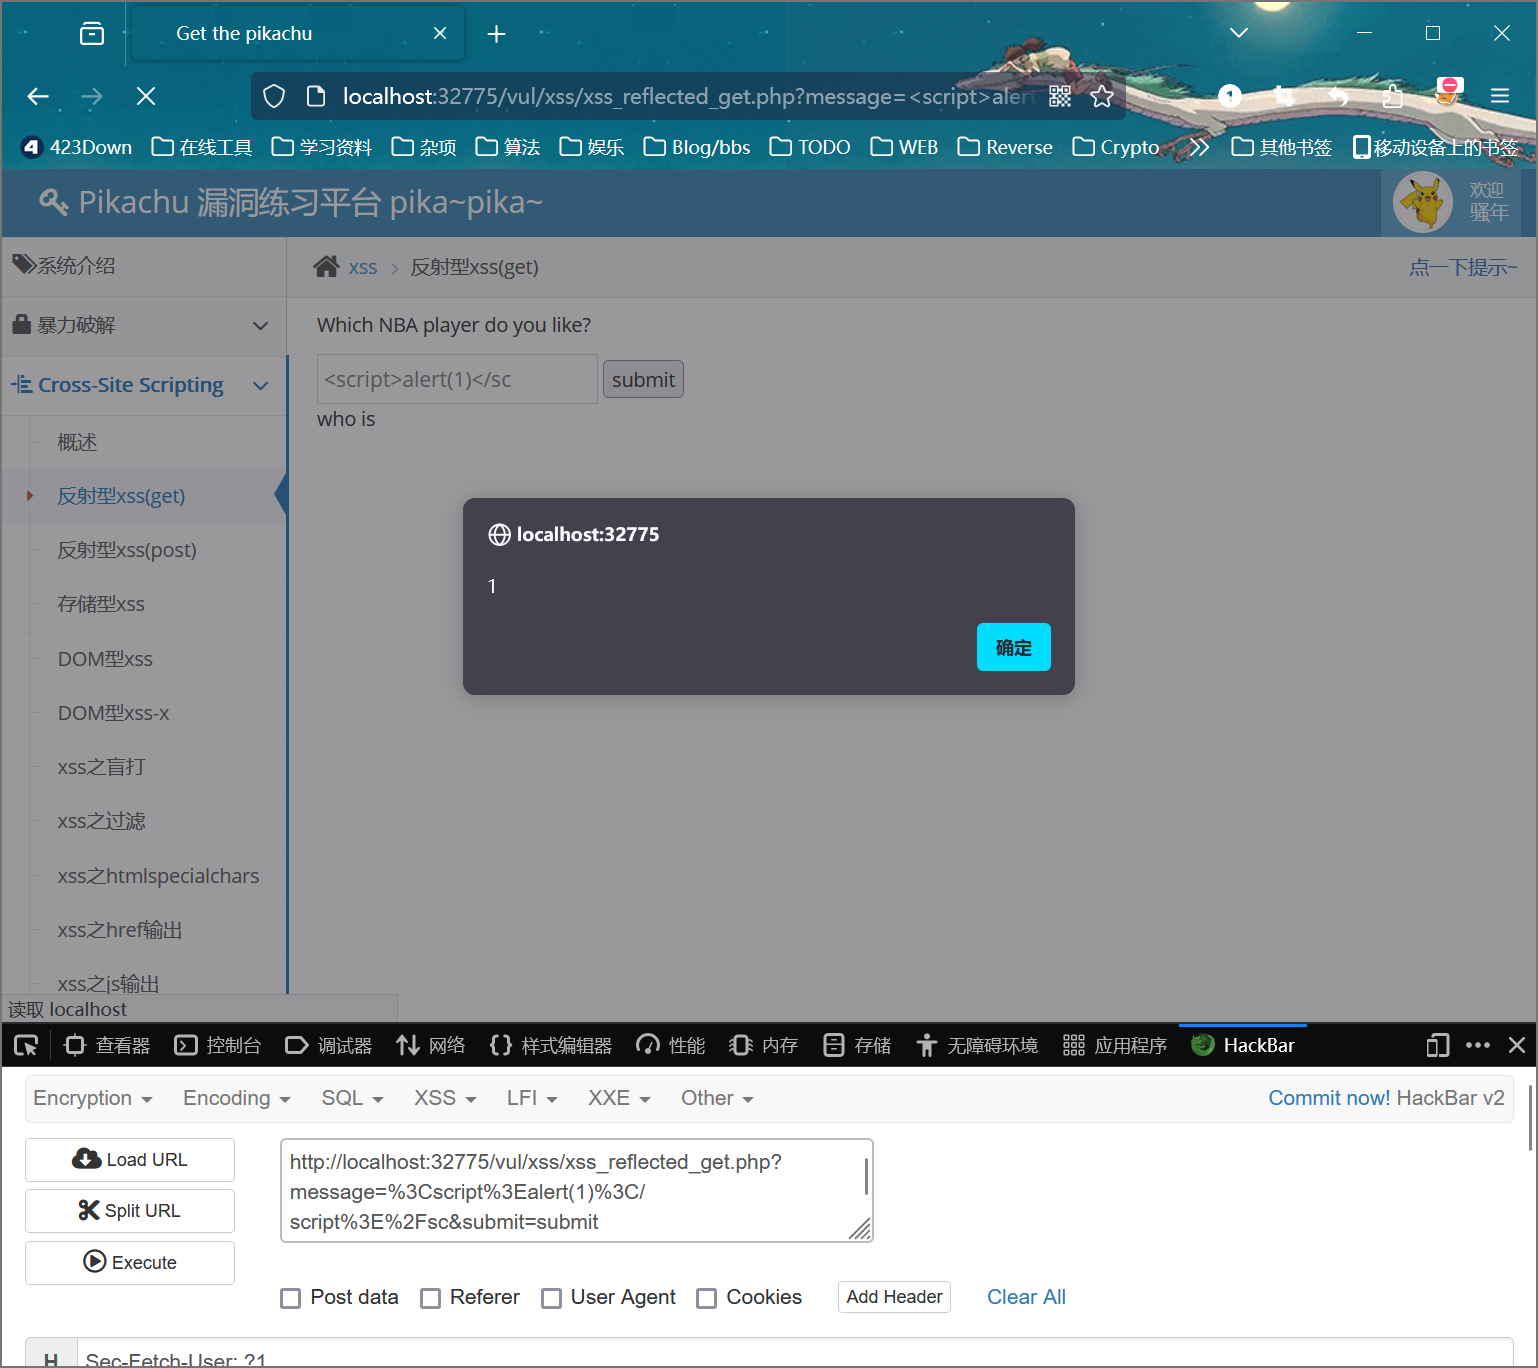 Get the pikachu
localhost:32775/vul/xss/xss_reflected_get.php?message=<script>alert
1
423Down 在线工具 学习资料 杂项 算法 娱乐 Blog/bbs TODO WEB Reverse Crypto 其他书签 移动设备上的书签
Pikachu 漏洞练习平台 pika~pika~
欢迎
骚年
系统介绍
xss 反射型xss(get)
点一下提示~
暴力破解
Which NBA player do you like?
Cross-Site Scripting
<script>alert(1)</sc
submit
who is
概述
反射型xss(get)
反射型xss(post)
存储型xss
DOM型xss
DOM型xss-x
xss之盲打
xss之过滤
xss之htmlspecialchars
xss之href输出
xss之js输出
localhost:32775
1
确定
读取 localhost
查看器 控制台 调试器 网络 样式编辑器 性能 内存 存储 无障碍环境 应用程序 HackBar
Encryption Encoding SQL XSS LFI XXE Other Commit now! HackBar v2
Load URL
Split URL
Execute
http://localhost:32775/vul/xss/xss_reflected_get.php?
message=%3Cscript%3Ealert(1)%3C/
script%3E%2Fsc&submit=submit
Post data Referer User Agent Cookies Add Header Clear All
H Sec-Fetch-User: ?1